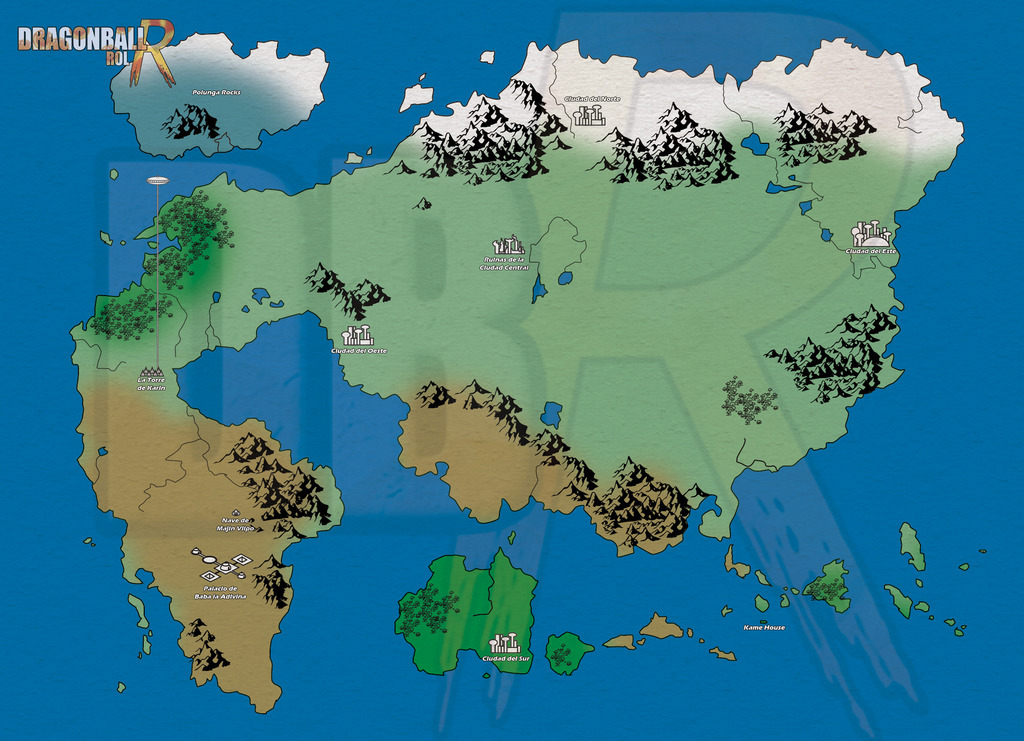 DRAGONBALL R
ROL
Polunga Rocks
Ciudad del Norte
Ciudad del Este
Ruinas de la
Ciudad Central
Ciudad del Oeste
La Torre
de Karin
Nave de
Majin Vlipo
Palacio de
Baba la Adivina
Kame House
Ciudad del Sur
DBR